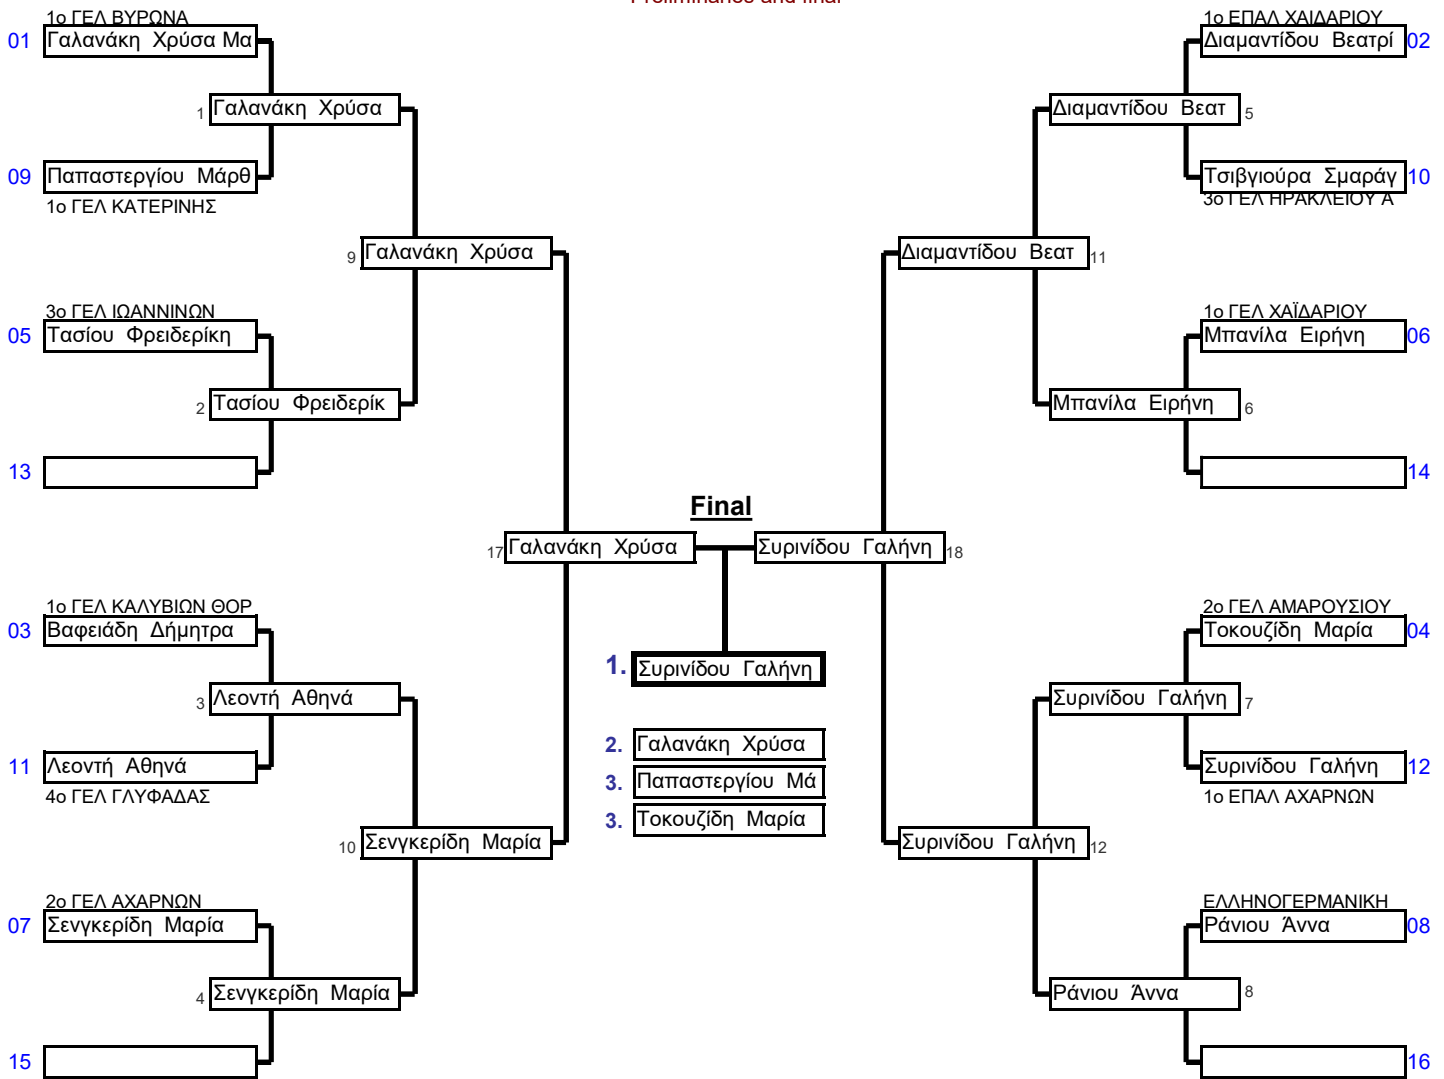 Preliminaries and final
1ο ΓΕΛ ΒΥΡΩΝΑ
01 Γαλανάκη Χρύσα Μα
1 Γαλανάκη Χρύσα
09 Παπαστεργίου Μάρθ
1ο ΓΕΛ ΚΑΤΕΡΙΝΗΣ
9 Γαλανάκη Χρύσα
3ο ΓΕΛ ΙΩΑΝΝΙΝΩΝ
05 Τασίου Φρειδερίκη
2 Τασίου Φρειδερίκ
13
17 Γαλανάκη Χρύσα
1ο ΓΕΛ ΚΑΛΥΒΙΩΝ ΘΟΡ
03 Βαφειάδη Δήμητρα
3 Λεοντή Αθηνά
11 Λεοντή Αθηνά
4ο ΓΕΛ ΓΛΥΦΑΔΑΣ
10 Σενγκερίδη Μαρία
2ο ΓΕΛ ΑΧΑΡΝΩΝ
07 Σενγκερίδη Μαρία
4 Σενγκερίδη Μαρία
15
Final
1. Συρινίδου Γαλήνη
2. Γαλανάκη Χρύσα
3. Παπαστεργίου Μά
3. Τοκουζίδη Μαρία
1ο ΕΠΑΛ ΧΑΙΔΑΡΙΟΥ
Διαμαντίδου Βεατρί 02
Διαμαντίδου Βεατ 5
Τσιβγιούρα Σμαράγ 10
3ο ΓΕΛ ΗΡΑΚΛΕΙΟΥ Α
Διαμαντίδου Βεατ 11
1ο ΓΕΛ ΧΑΪΔΑΡΙΟΥ
Μπανίλα Ειρήνη 06
Μπανίλα Ειρήνη 6
14
Συρινίδου Γαλήνη 18
2ο ΓΕΛ ΑΜΑΡΟΥΣΙΟΥ
Τοκουζίδη Μαρία 04
Συρινίδου Γαλήνη 7
Συρινίδου Γαλήνη 12
1ο ΕΠΑΛ ΑΧΑΡΝΩΝ
Συρινίδου Γαλήνη 12
ΕΛΛΗΝΟΓΕΡΜΑΝΙΚΗ
Ράνιου Άννα 08
Ράνιου Άννα 8
16